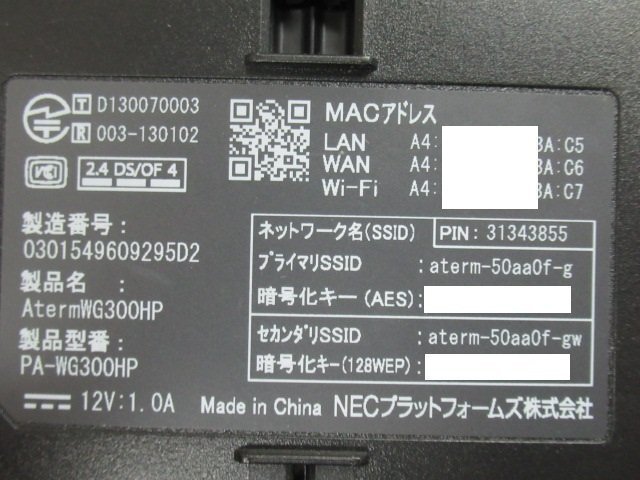 T D130070003
R 003-130102
VCI
2.4 DS/OF 4
MACアドレス
LAN A4: 3A:C5
WAN A4: 3A:C6
Wi-Fi A4: 3A:C7
製造番号:
0301549609295D2
製品名 :
AtermWG300HP
製品型番:
PA-WG300HP
ネットワーク名(SSID) PIN: 31343855
プライマリSSID :aterm-50aa0f-g
暗号化キー(AES):
セカンダリSSID :aterm-50aa0f-gw
暗号化キー(128WEP):
12V:1.0A Made in China NECプラットフォームズ株式会社